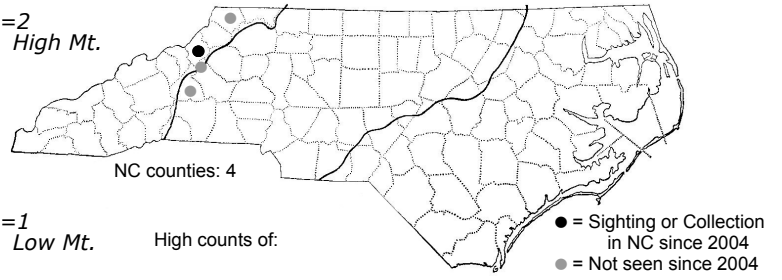 =2
High Mt.
NC counties: 4
=1
Low Mt.
High counts of:
● = Sighting or Collection
in NC since 2004
● = Not seen since 2004